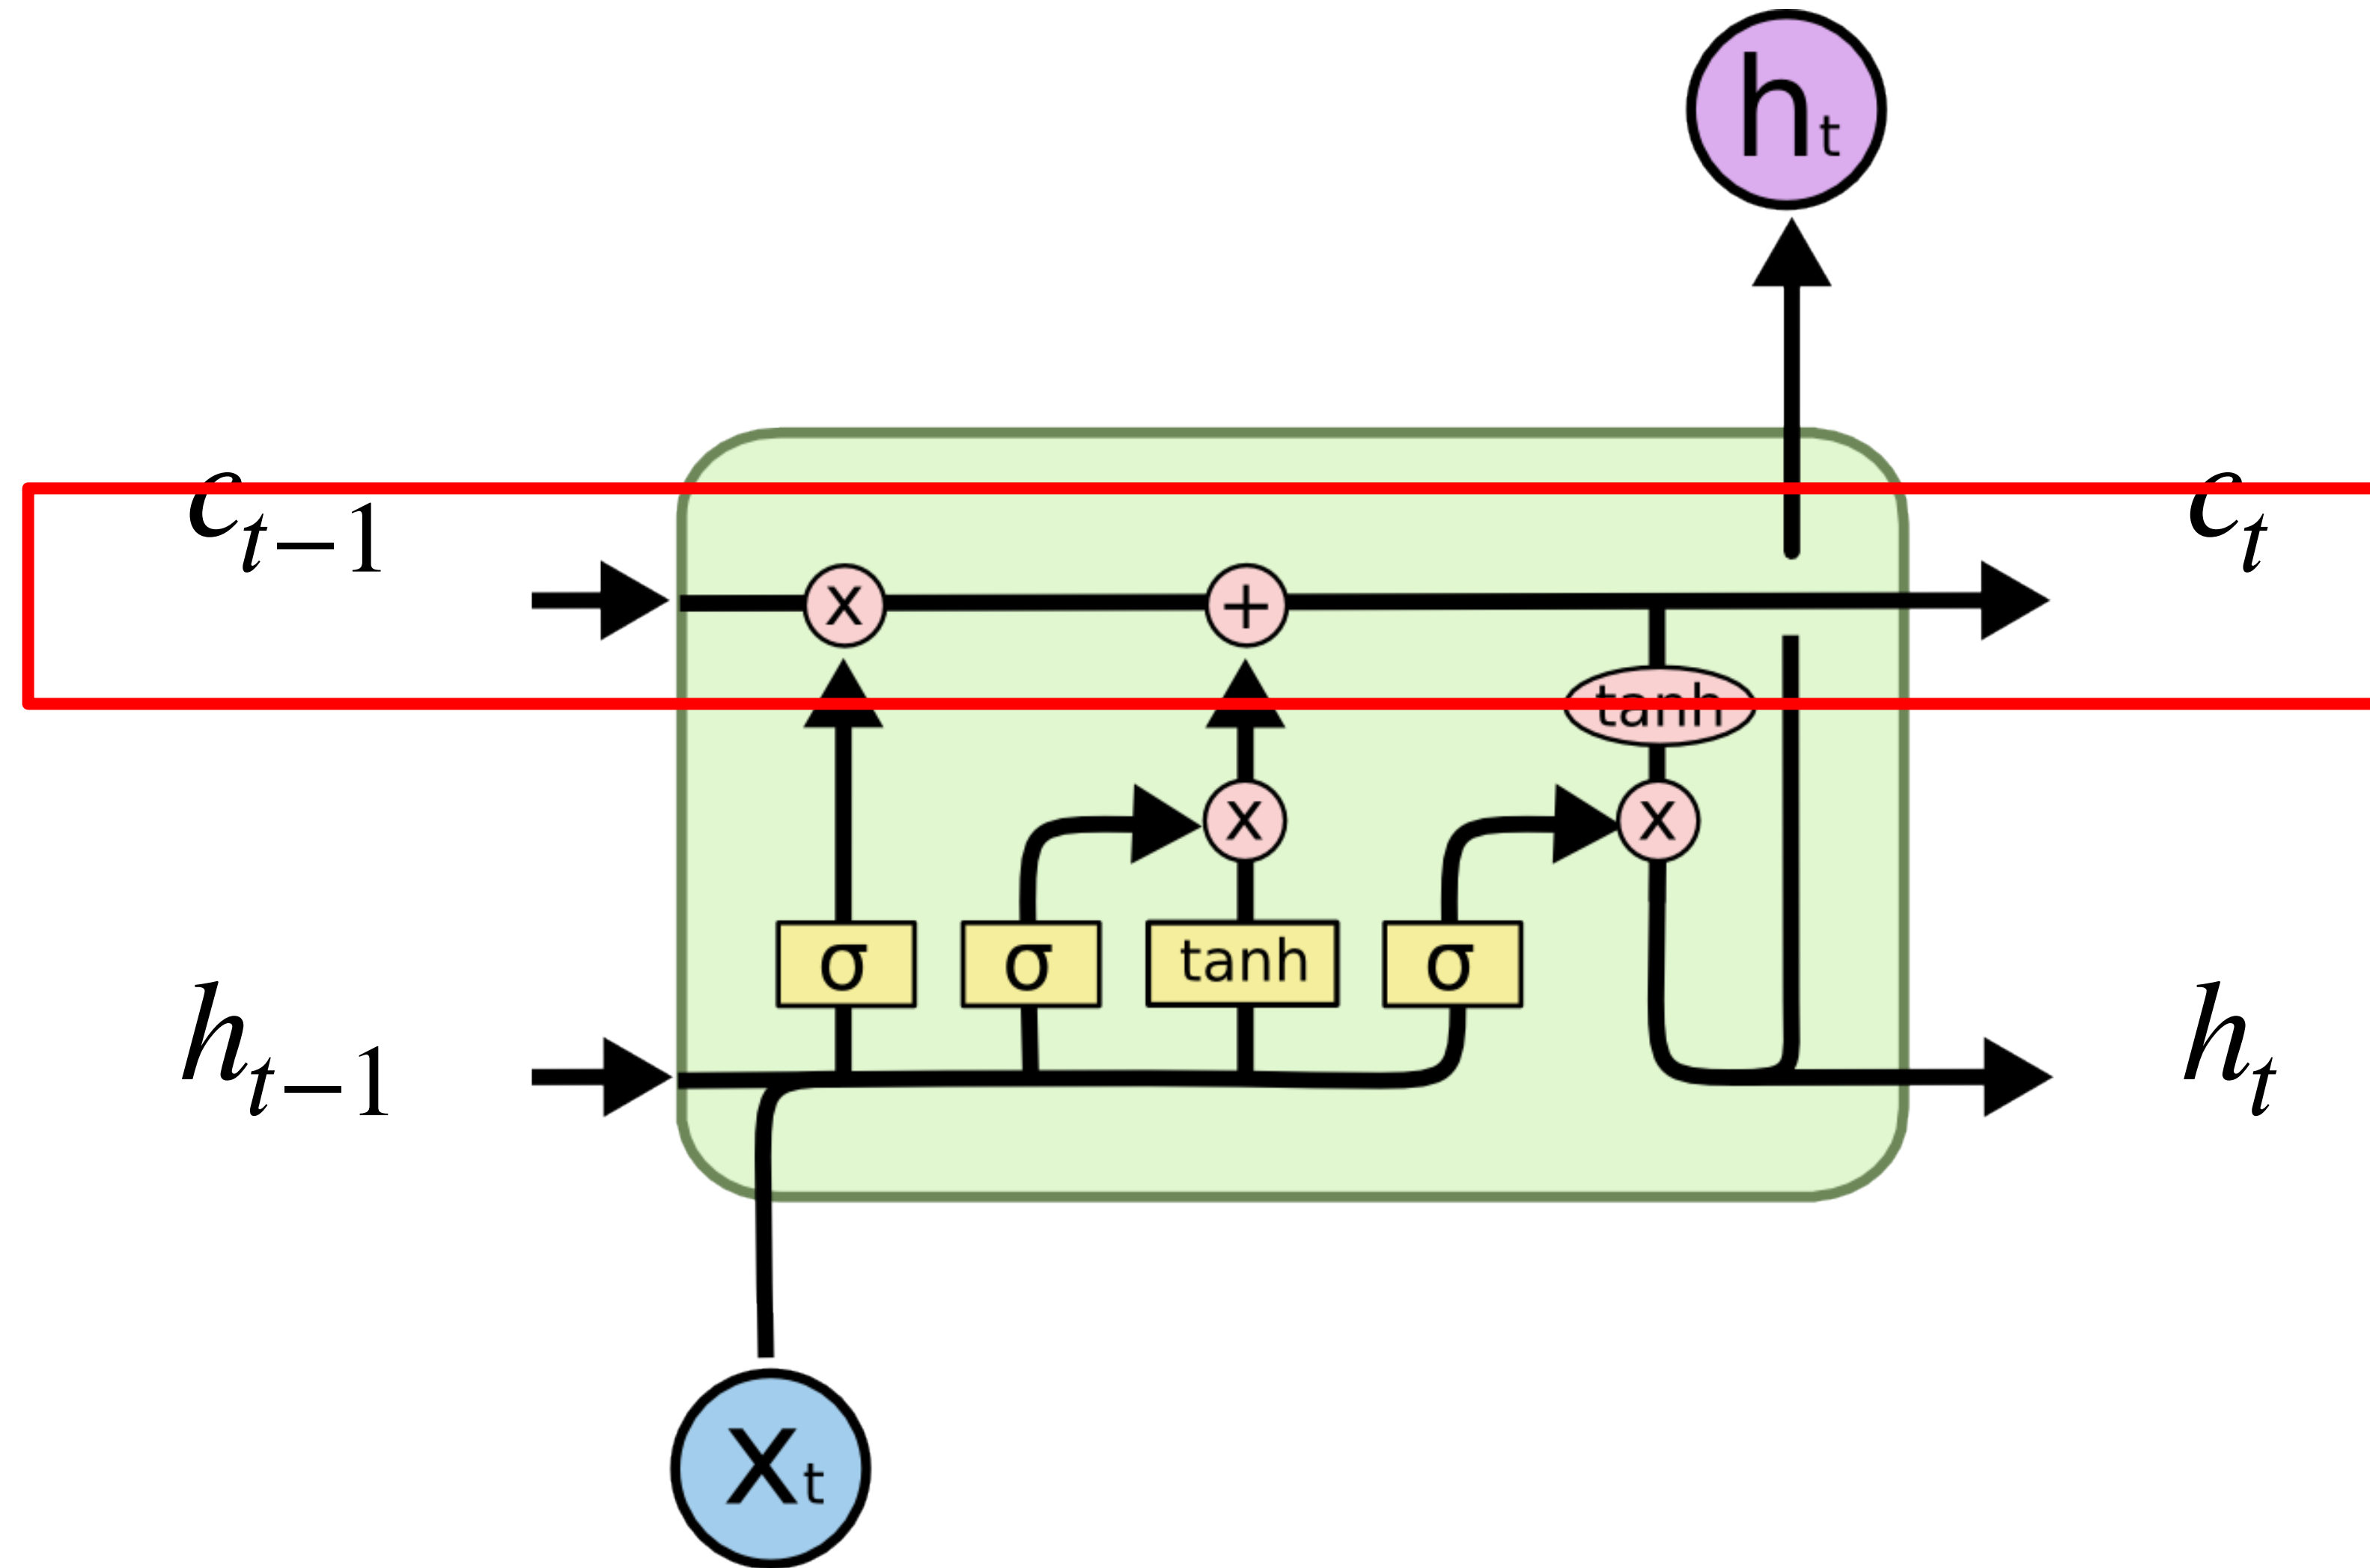 hₜ
cₜ₋₁ cₜ
x +
tanh
x x
σ σ tanh σ
hₜ₋₁ hₜ
xₜ